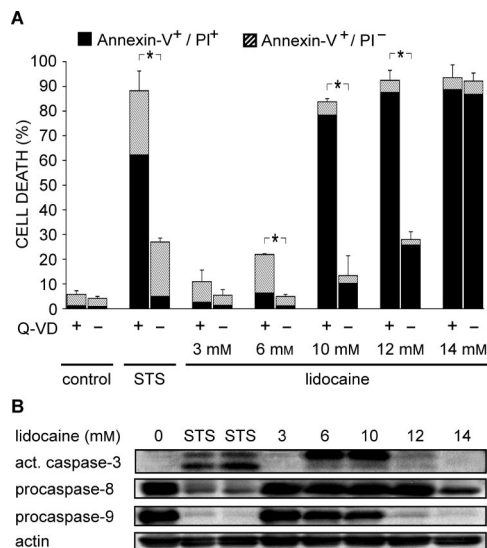 A
Annexin-V+ / PI+ Annexin-V+ / PI−
CELL DEATH (%)
100
90
80
70
60
50
40
30
20
10
0
* * * *
Q-VD + − + − + − + − + − + − + −
3 mM 6 mM 10 mM 12 mM 14 mM
control STS lidocaine
B
lidocaine (mM) 0 STS STS 3 6 10 12 14
act. caspase-3
procaspase-8
procaspase-9
actin